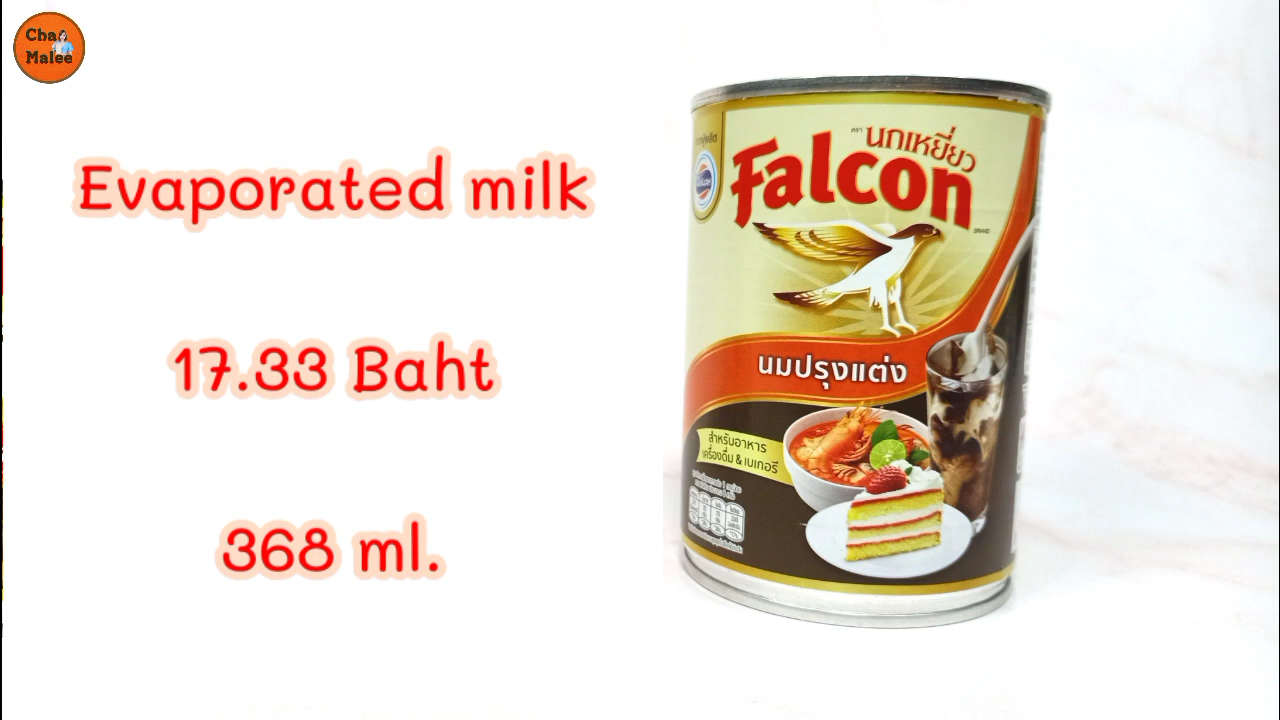 Cha
Malee
Evaporated milk
17.33 Baht
368 ml.
ตรา นกเหยี่ยว
Falcon
BRAND
นมปรุงแต่ง
สำหรับอาหาร
เครื่องดื่ม & เบเกอรี